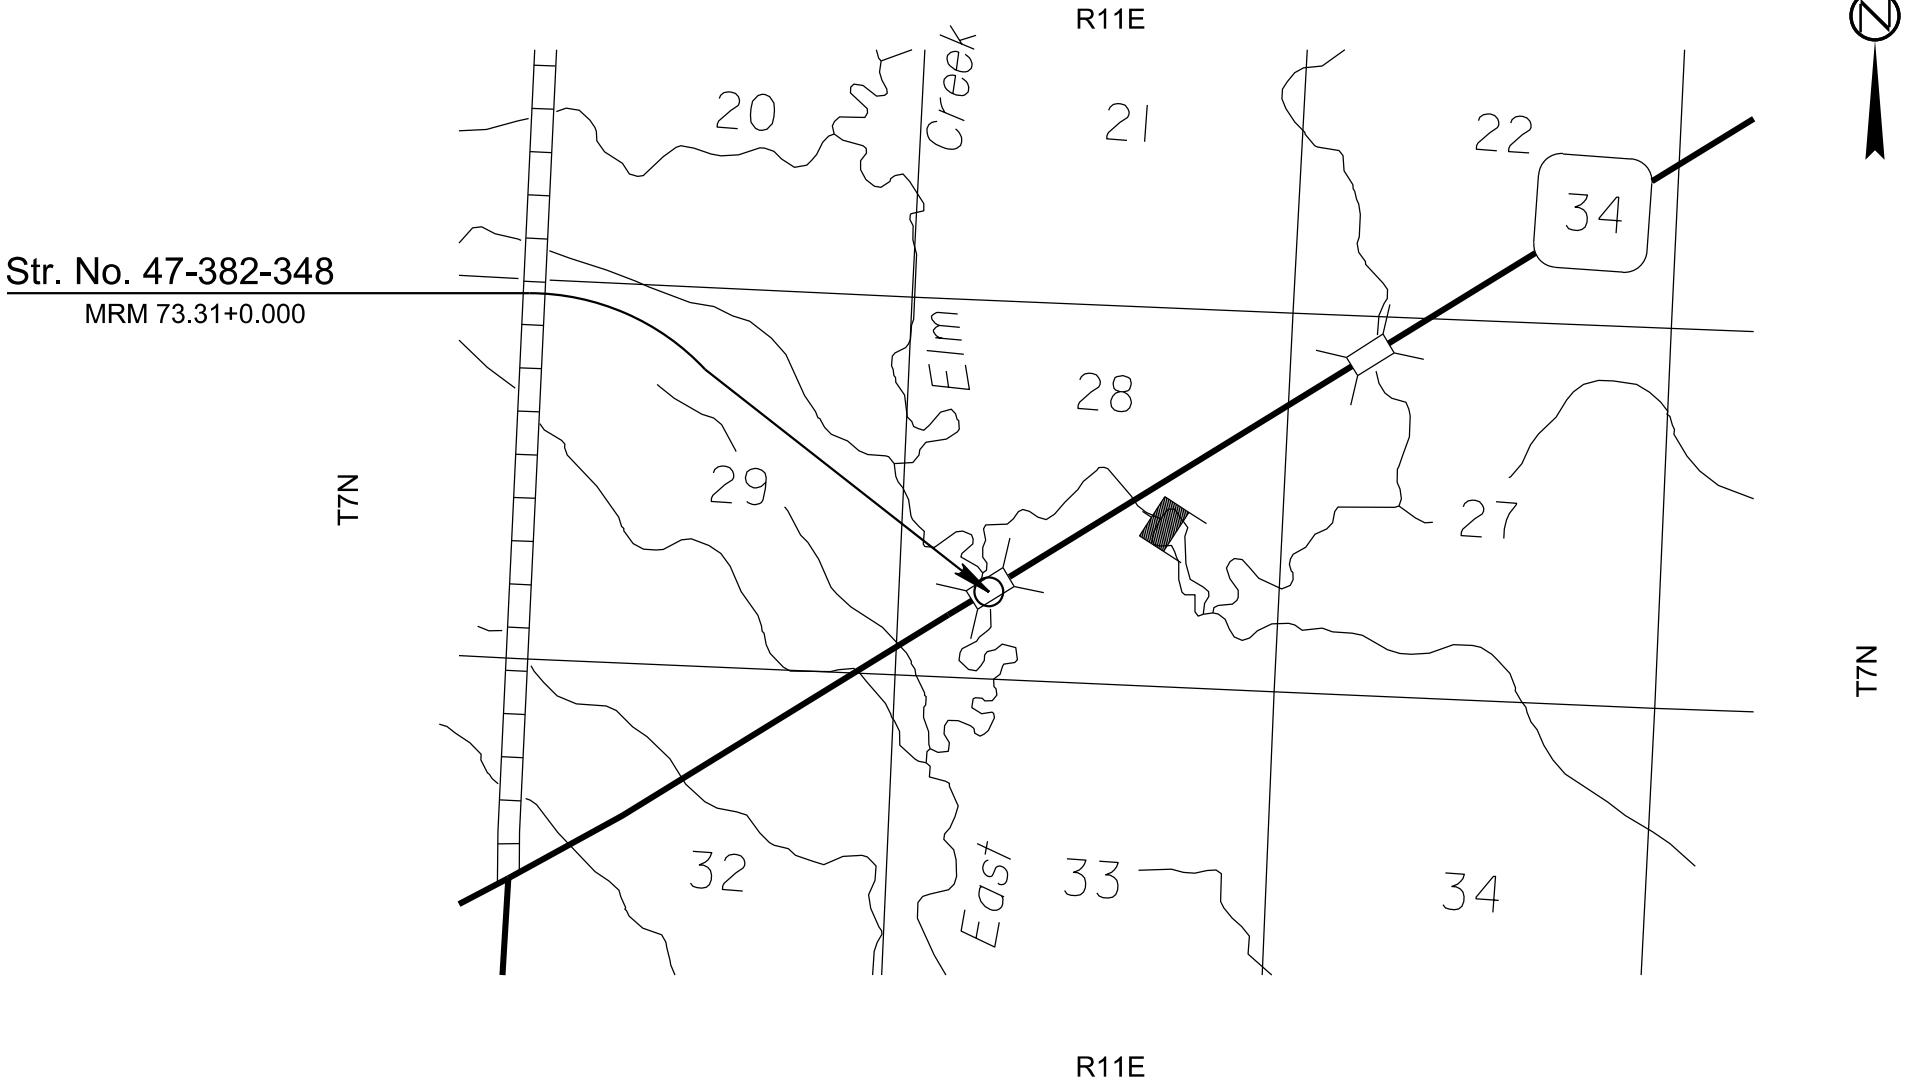 R11E
N
Creek
20
21
22
34
Str. No. 47-382-348
MRM 73.31+0.000
Elm
28
29
T7N
27
T7N
East
32
33
34
R11E